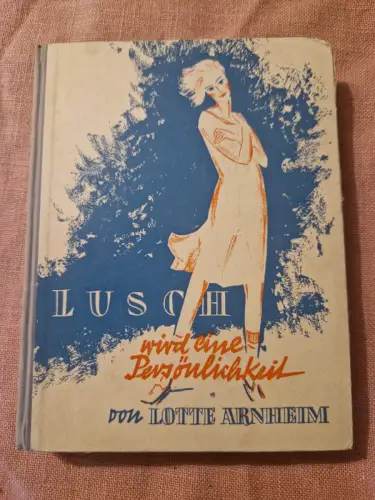 LUSCH
wird eine
Persönlichkeit
von LOTTE ARNHEIM